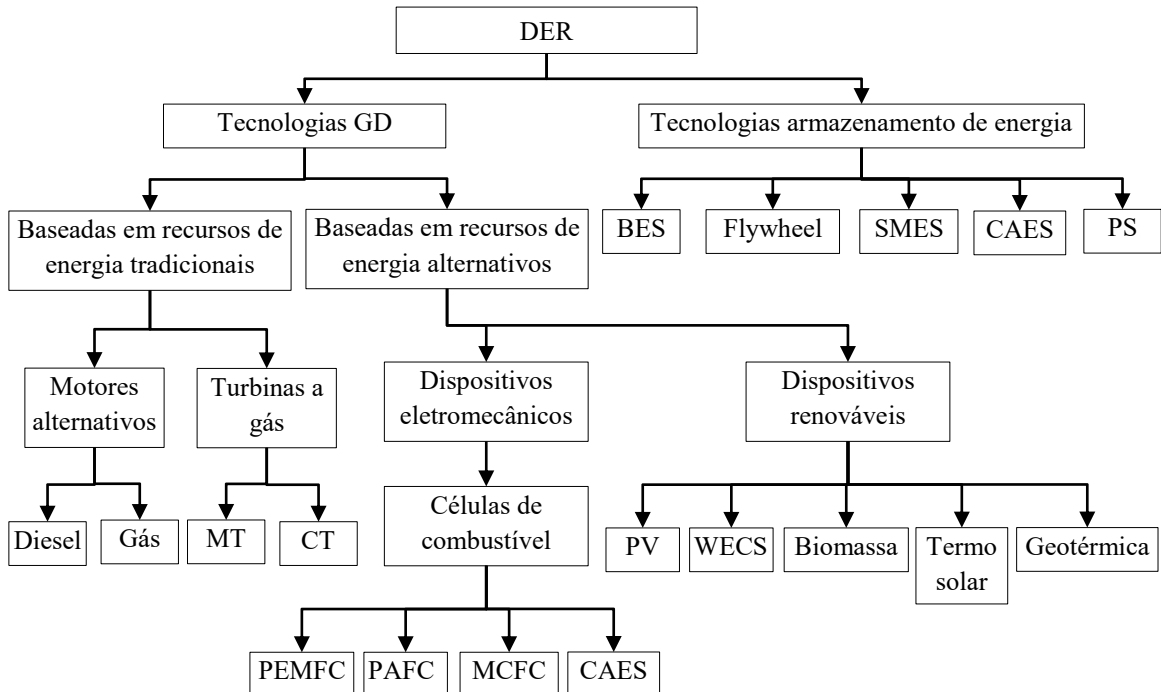 DER
Tecnologias GD
Tecnologias armazenamento de energia
Baseadas em recursos de
energia tradicionais
Baseadas em recursos de
energia alternativos
BES
Flywheel
SMES
CAES
PS
Motores
alternativos
Turbinas a
gás
Dispositivos
eletromecânicos
Dispositivos
renováveis
Diesel
Gás
MT
CT
Células de
combustível
PV
WECS
Biomassa
Termo
solar
Geotérmica
PEMFC
PAFC
MCFC
CAES